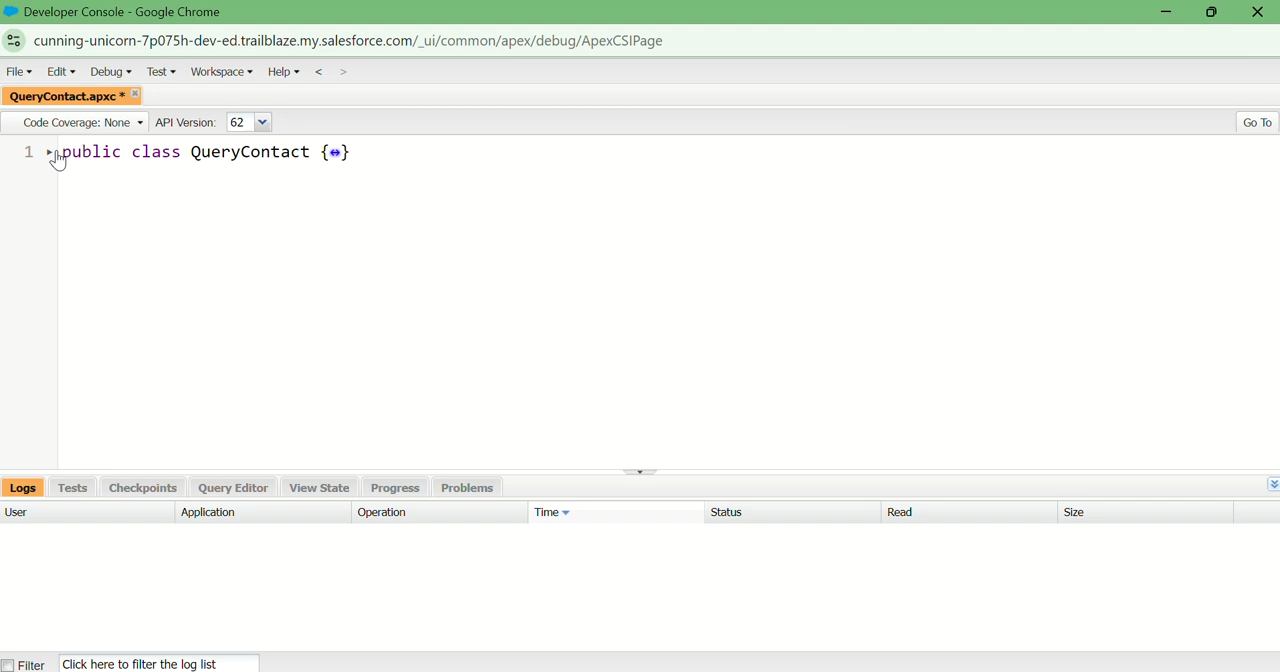 Developer Console - Google Chrome
cunning-unicorn-7p075h-dev-ed.trailblaze.my.salesforce.com/_ui/common/apex/debug/ApexCSIPage
File Edit Debug Test Workspace Help < >
QueryContact.apxc *
Code Coverage: None API Version: 62 Go To
1 public class QueryContact {↔}
Logs Tests Checkpoints Query Editor View State Progress Problems
User Application Operation Time Status Read Size
Filter Click here to filter the log list